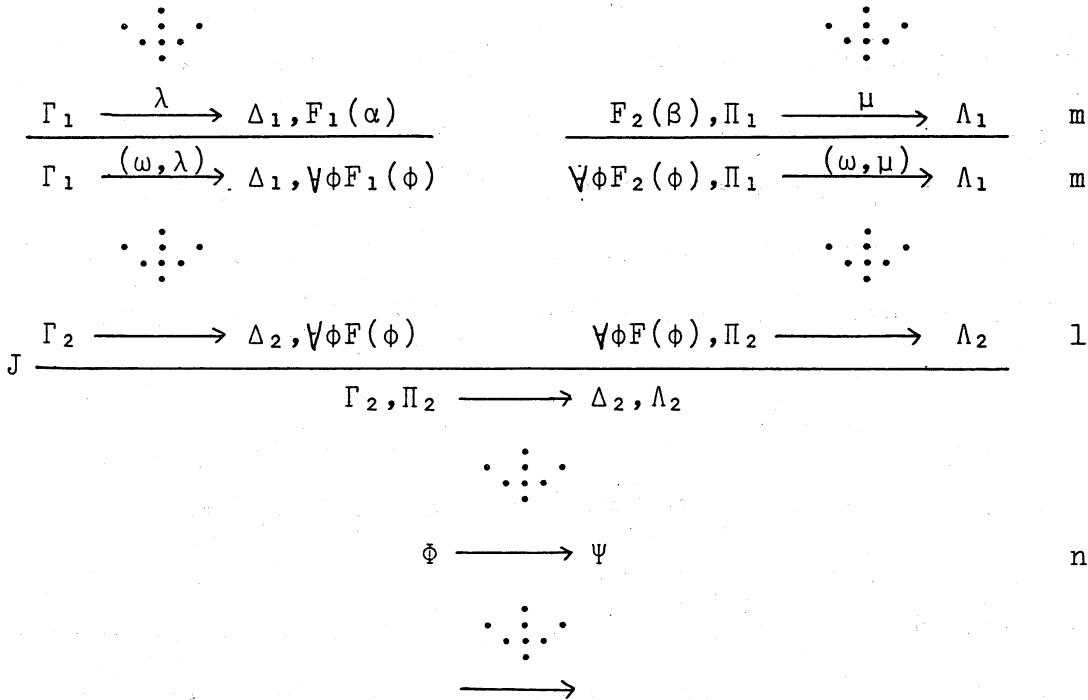 λ μ
Γ₁ ⟶ Δ₁,F₁(α) F₂(β),Π₁ ⟶ Λ₁ m
(ω,λ) (ω,μ)
Γ₁ ⟶ Δ₁,∀φF₁(φ) ∀φF₂(φ),Π₁ ⟶ Λ₁ m
Γ₂ ⟶ Δ₂,∀φF(φ) ∀φF(φ),Π₂ ⟶ Λ₂ l
J
Γ₂,Π₂ ⟶ Δ₂,Λ₂
Φ ⟶ Ψ n
⟶